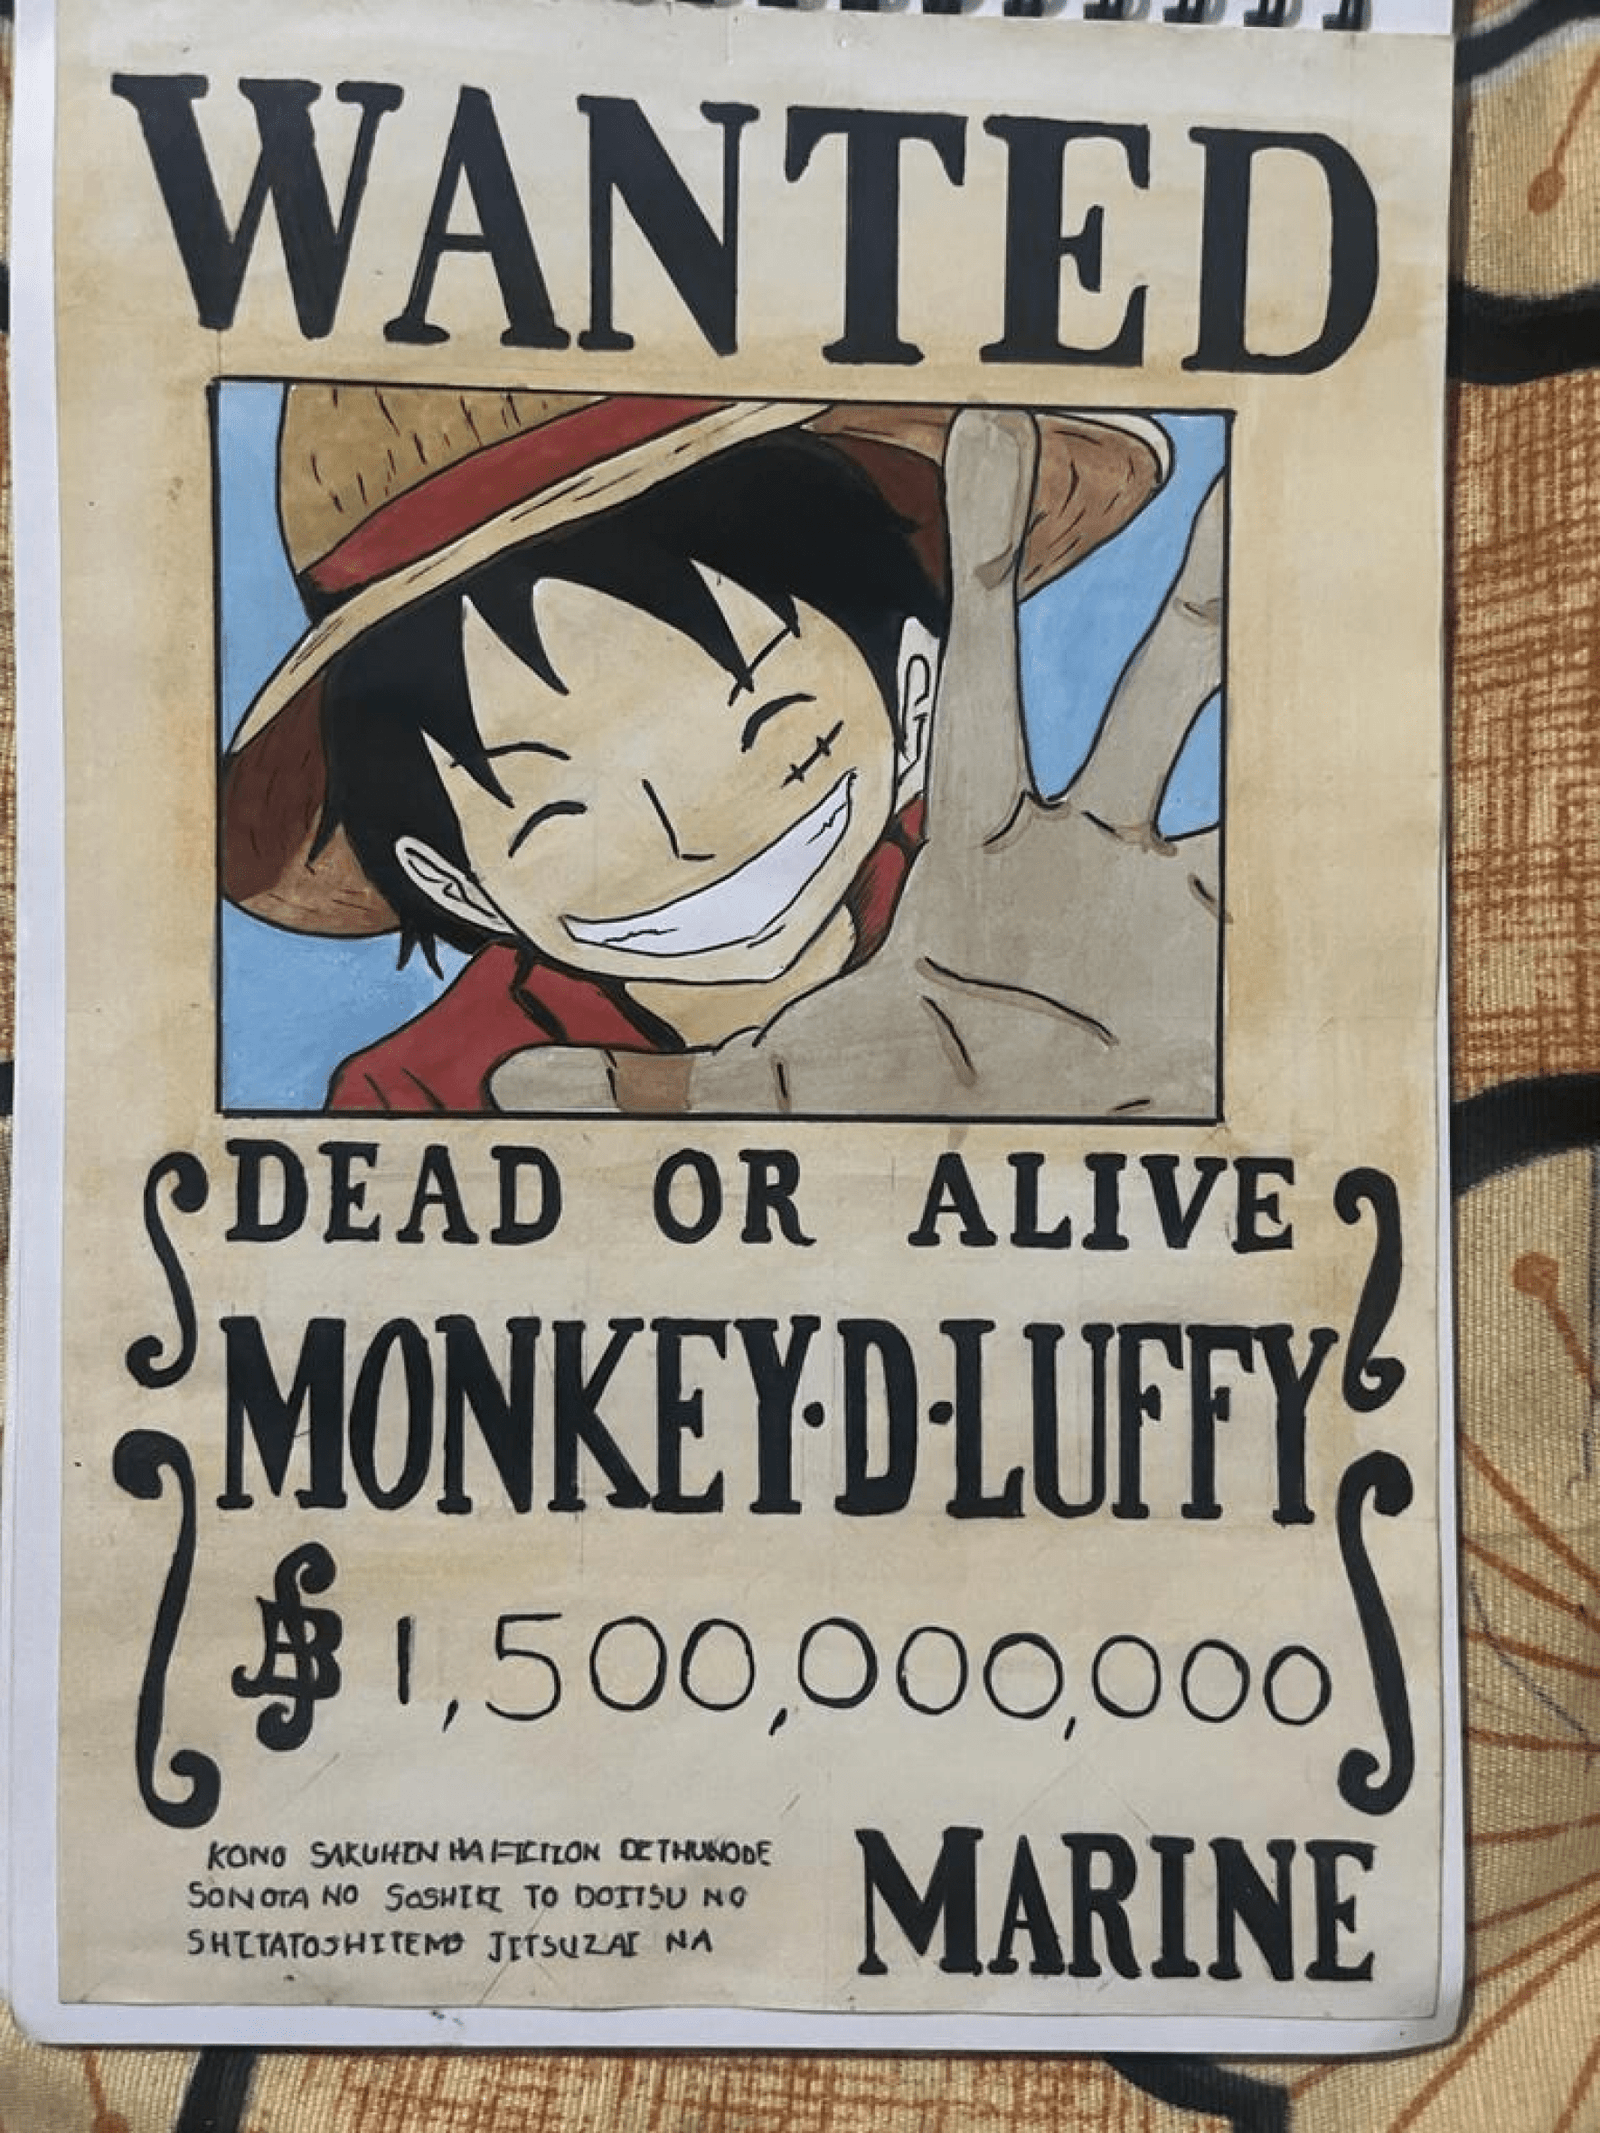 WANTED
DEAD OR ALIVE
MONKEY·D·LUFFY
฿ 1,500,000,000
KONO SAKUHIN HA FICITION DETHUNODE
SONOTA NO SOSHIKI TO DOITSU NO
SHITATOSHITEMO JITSUZAI NA
MARINE